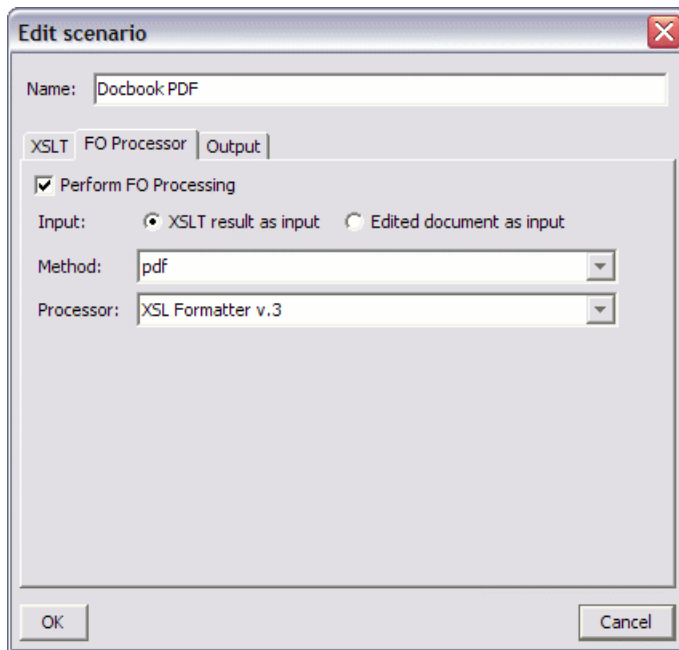 Edit scenario
Name: Docbook PDF
XSLT FO Processor Output
Perform FO Processing
Input: XSLT result as input Edited document as input
Method: pdf
Processor: XSL Formatter v.3
OK Cancel